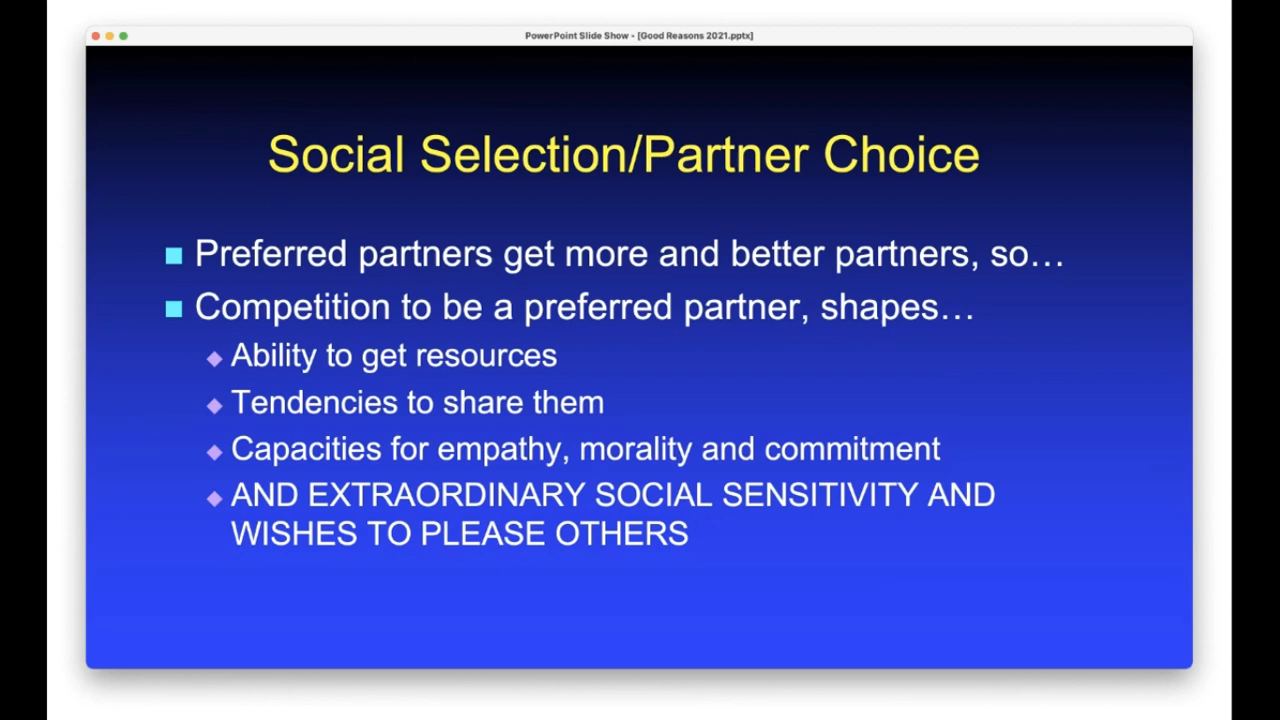 PowerPoint Slide Show - [Good Reasons 2021.pptx]
Social Selection/Partner Choice
Preferred partners get more and better partners, so…
Competition to be a preferred partner, shapes…
Ability to get resources
Tendencies to share them
Capacities for empathy, morality and commitment
AND EXTRAORDINARY SOCIAL SENSITIVITY AND
WISHES TO PLEASE OTHERS